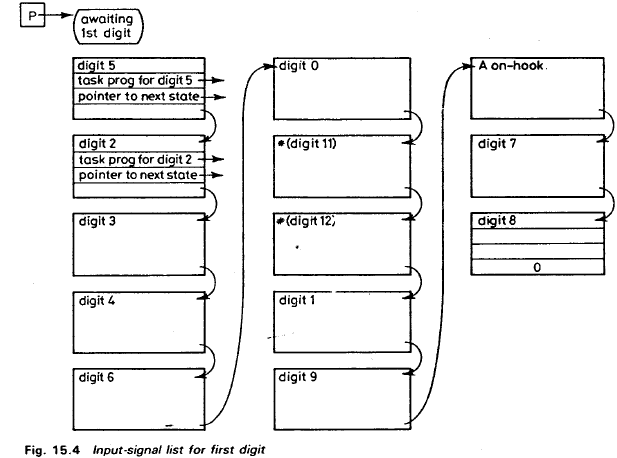 P
awaiting
1st digit
digit 5
task prog for digit 5
pointer to next state
digit 2
task prog for digit 2
pointer to next state
digit 3
digit 4
digit 6
digit 0
*(digit 11)
*(digit 12)
digit 1
digit 9
A on-hook.
digit 7
digit 8
0
Fig. 15.4 Input-signal list for first digit